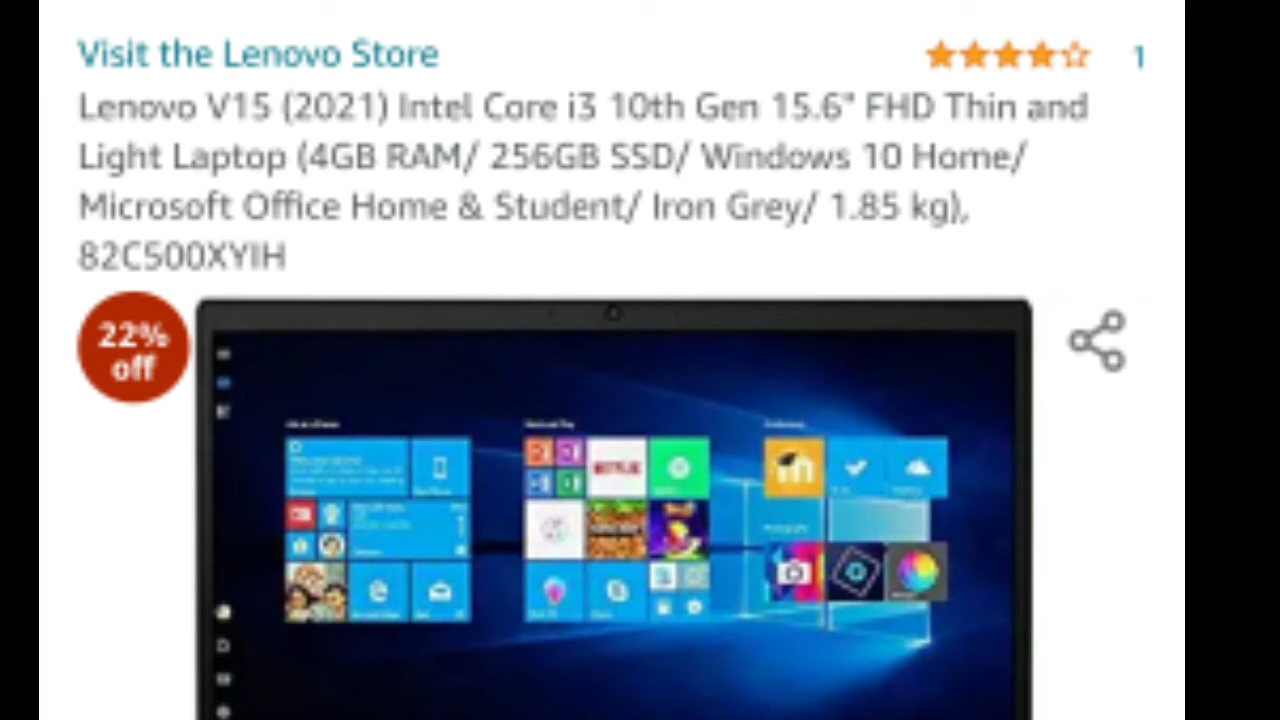 Visit the Lenovo Store 1
Lenovo V15 (2021) Intel Core i3 10th Gen 15.6" FHD Thin and
Light Laptop (4GB RAM/ 256GB SSD/ Windows 10 Home/
Microsoft Office Home & Student/ Iron Grey/ 1.85 kg),
82C500XYIH
22%
off
NETFLIX